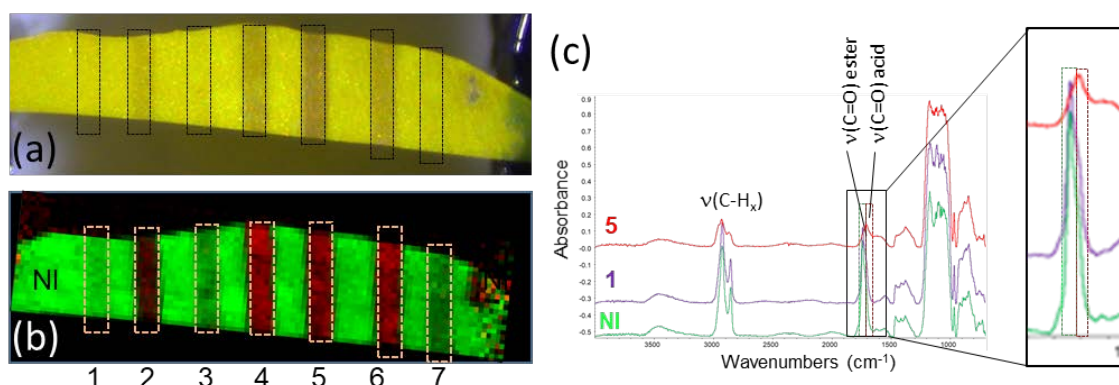 (a)
(b)
NI
1 2 3 4 5 6 7
(c)
ν(C=O) ester
ν(C=O) acid
ν(C-Hx)
Absorbance
0.9
0.8
0.7
0.6
0.5
0.4
0.3
0.2
0.1
-0.0
-0.1
-0.2
-0.3
-0.4
-0.5
5
1
NI
3500 3000 2500 2000 1500 1000
Wavenumbers (cm-1)